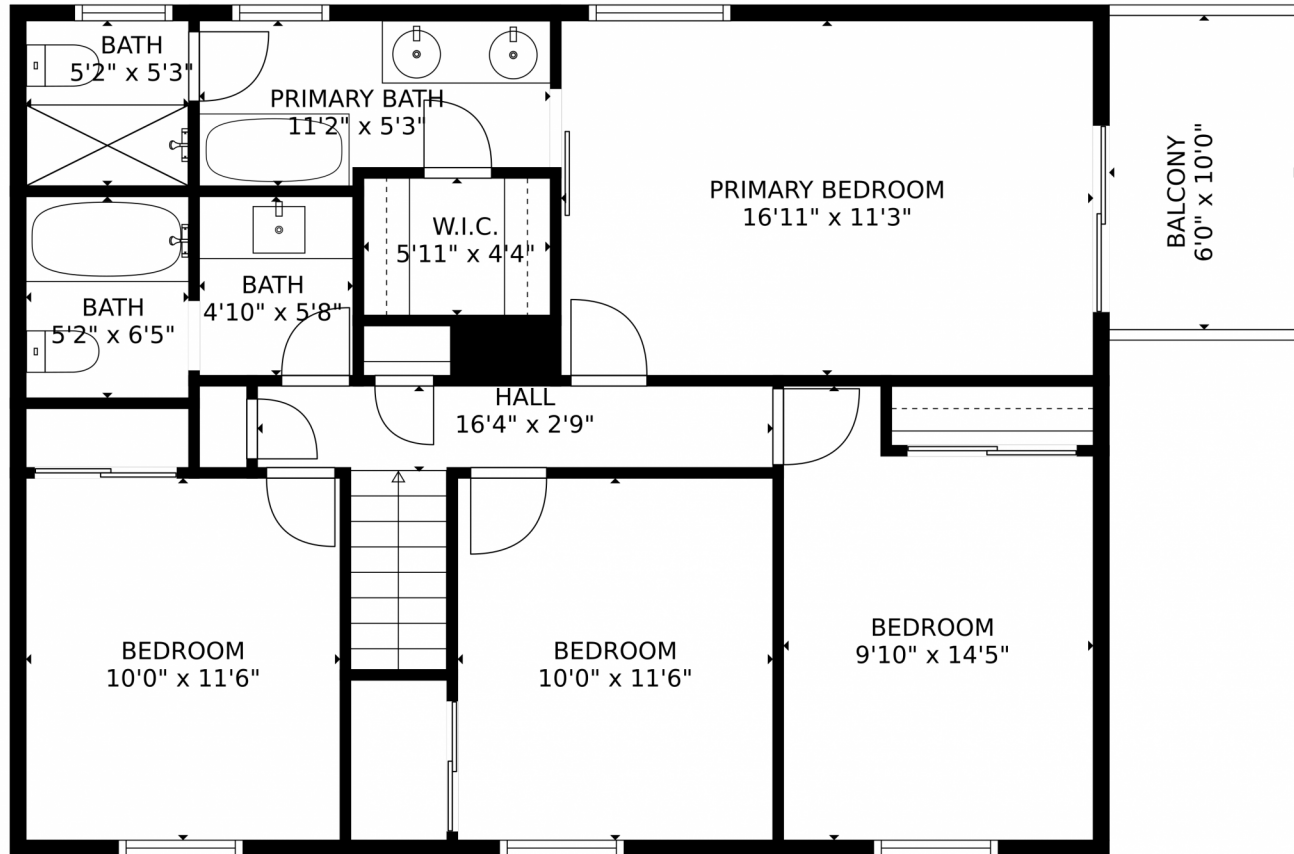 BATH
5'2" x 5'3"
PRIMARY BATH
11'2" x 5'3"
PRIMARY BEDROOM
16'11" x 11'3"
BALCONY
6'0" x 10'0"
W.I.C.
5'11" x 4'4"
BATH
4'10" x 5'8"
BATH
5'2" x 6'5"
HALL
16'4" x 2'9"
BEDROOM
10'0" x 11'6"
BEDROOM
10'0" x 11'6"
BEDROOM
9'10" x 14'5"